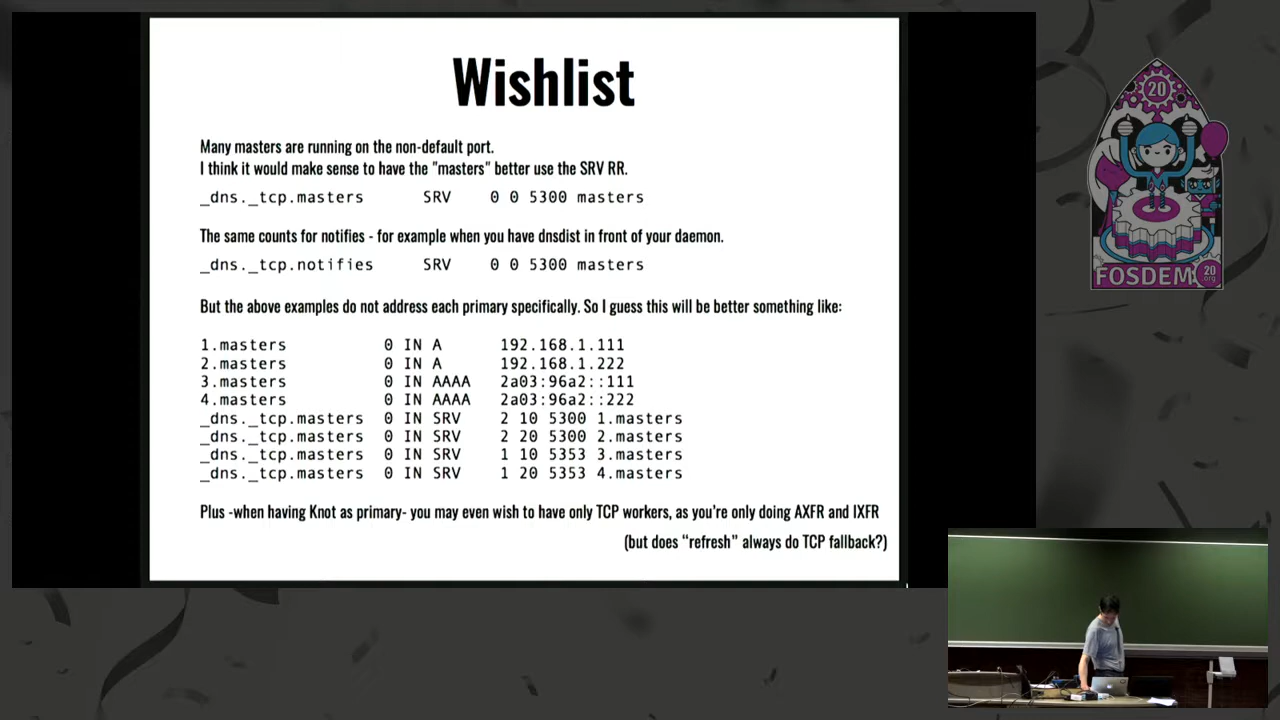 Wishlist
Many masters are running on the non-default port.
I think it would make sense to have the "masters" better use the SRV RR.
_dns._tcp.masters SRV 0 0 5300 masters
The same counts for notifies - for example when you have dnsdist in front of your daemon.
_dns._tcp.notifies SRV 0 0 5300 masters
But the above examples do not address each primary specifically. So I guess this will be better something like:
1.masters 0 IN A 192.168.1.111
2.masters 0 IN A 192.168.1.222
3.masters 0 IN AAAA 2a03:96a2::111
4.masters 0 IN AAAA 2a03:96a2::222
_dns._tcp.masters 0 IN SRV 2 10 5300 1.masters
_dns._tcp.masters 0 IN SRV 2 20 5300 2.masters
_dns._tcp.masters 0 IN SRV 1 10 5353 3.masters
_dns._tcp.masters 0 IN SRV 1 20 5353 4.masters
Plus -when having Knot as primary- you may even wish to have only TCP workers, as you're only doing AXFR and IXFR
(but does “refresh” always do TCP fallback?)
20
FOSDEM
20
.org